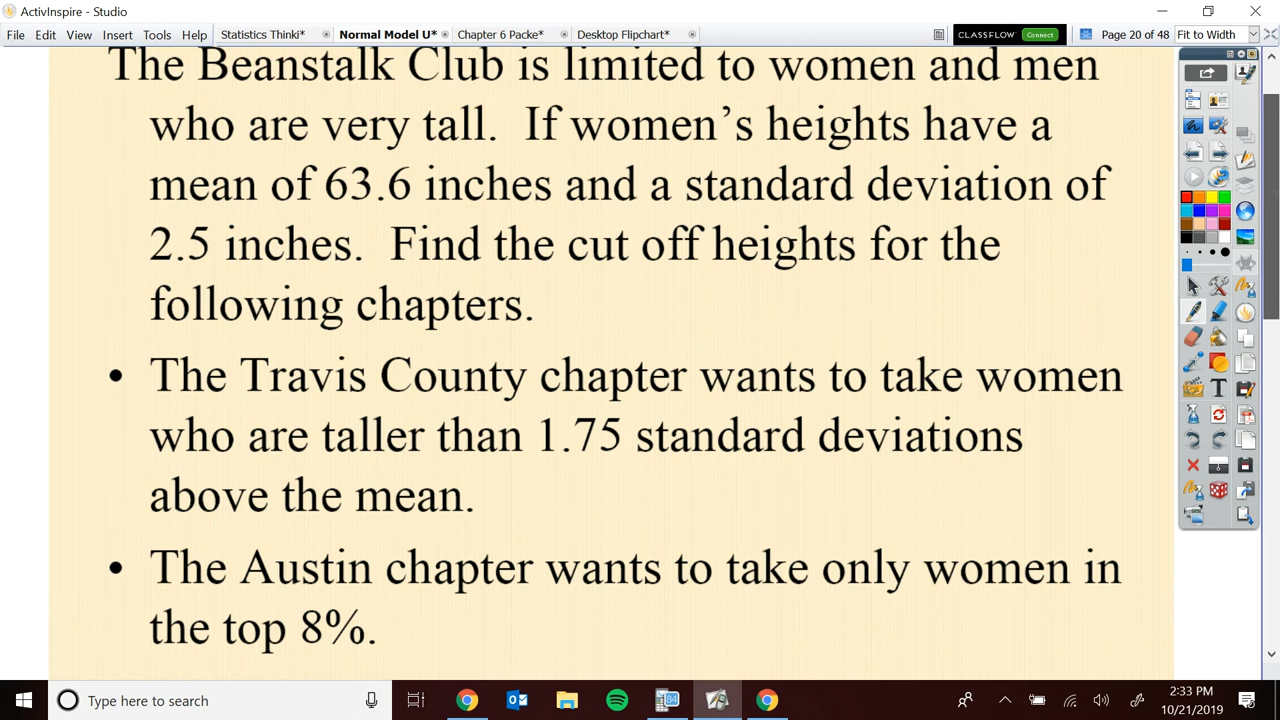 ActivInspire - Studio
File Edit View Insert Tools Help Statistics Thinki* Normal Model U* Chapter 6 Packe* Desktop Flipchart* CLASSFLOW Connect Page 20 of 48 Fit to Width
The Beanstalk Club is limited to women and men
who are very tall. If women’s heights have a
mean of 63.6 inches and a standard deviation of
2.5 inches. Find the cut off heights for the
following chapters.
• The Travis County chapter wants to take women
who are taller than 1.75 standard deviations
above the mean.
• The Austin chapter wants to take only women in
the top 8%.
Type here to search
2:33 PM
10/21/2019